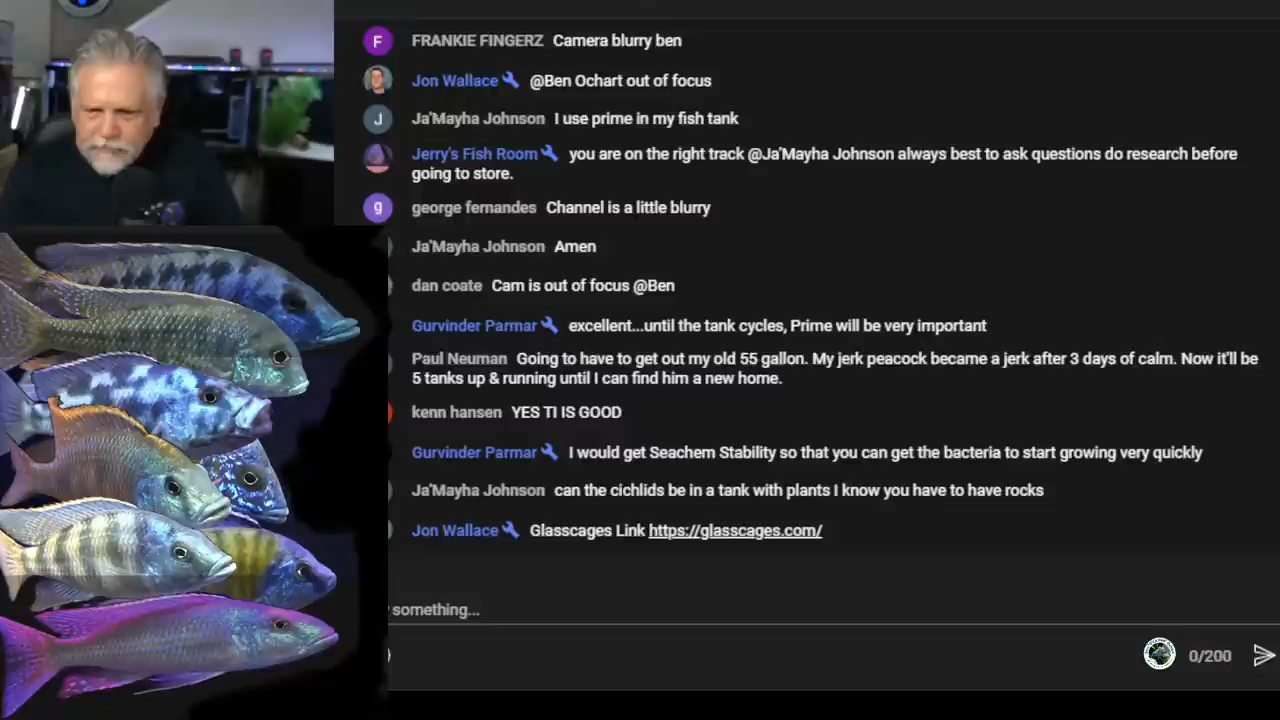 F FRANKIE FINGERZ Camera blurry ben
Jon Wallace @Ben Ochart out of focus
J Ja'Mayha Johnson I use prime in my fish tank
Jerry's Fish Room you are on the right track @Ja'Mayha Johnson always best to ask questions do research before
going to store.
g george fernandes Channel is a little blurry
Ja'Mayha Johnson Amen
dan coate Cam is out of focus @Ben
Gurvinder Parmar excellent...until the tank cycles, Prime will be very important
Paul Neuman Going to have to get out my old 55 gallon. My jerk peacock became a jerk after 3 days of calm. Now it'll be
5 tanks up & running until I can find him a new home.
kenn hansen YES TI IS GOOD
Gurvinder Parmar I would get Seachem Stability so that you can get the bacteria to start growing very quickly
Ja'Mayha Johnson can the cichlids be in a tank with plants I know you have to have rocks
Jon Wallace Glasscages Link https://glasscages.com/
something...
0/200